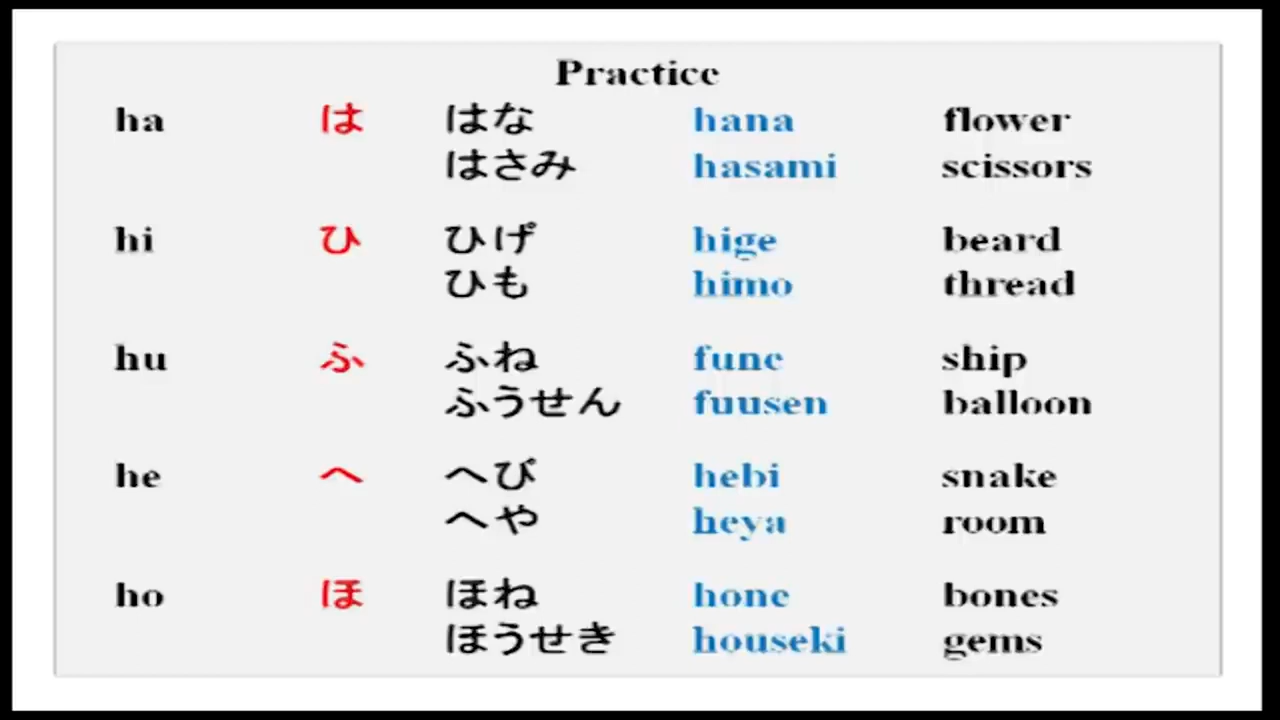 Practice
ha は はな hana flower
はさみ hasami scissors
hi ひ ひげ hige beard
ひも himo thread
hu ふ ふね fune ship
ふうせん fuusen balloon
he へ へび hebi snake
へや heya room
ho ほ ほね hone bones
ほうせき houseki gems